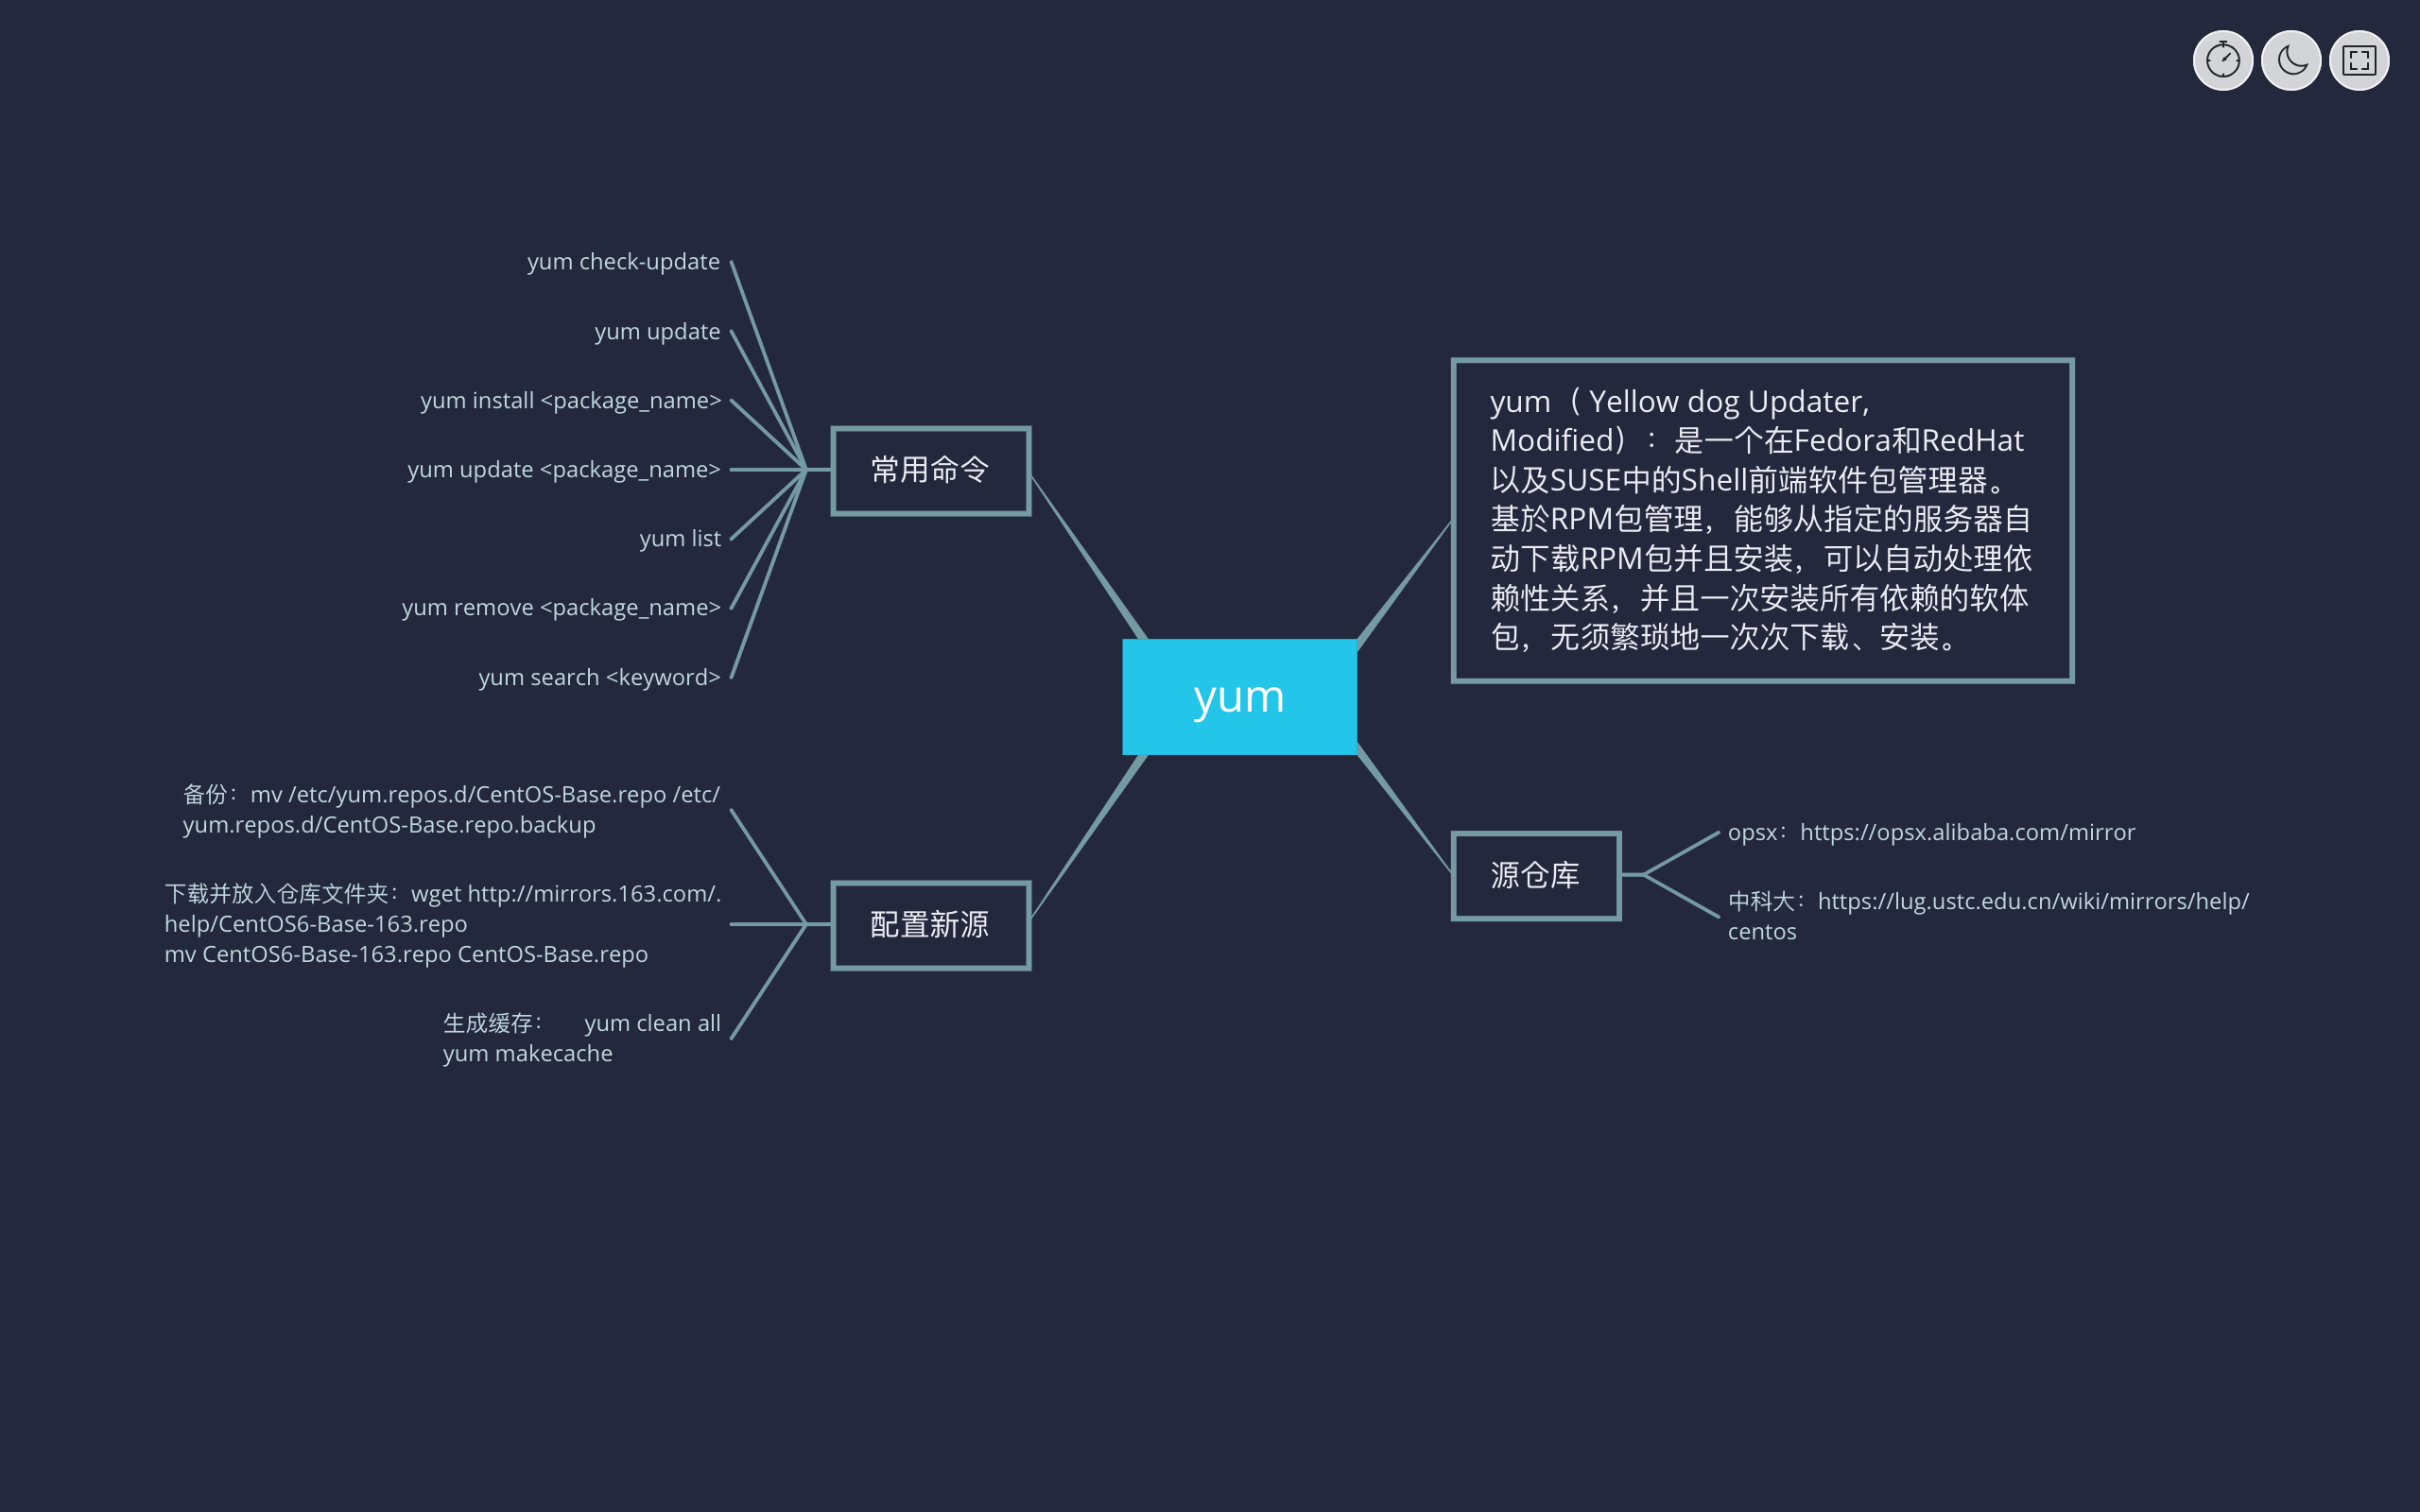 yum check-update
yum update
yum install <package_name>
yum update <package_name>
yum list
yum remove <package_name>
yum search <keyword>
常用命令
备份：mv /etc/yum.repos.d/CentOS-Base.repo /etc/
yum.repos.d/CentOS-Base.repo.backup
下载并放入仓库文件夹：wget http://mirrors.163.com/.
help/CentOS6-Base-163.repo
mv CentOS6-Base-163.repo CentOS-Base.repo
生成缓存：    yum clean all
yum makecache
配置新源
yum
yum（ Yellow dog Updater,
Modified）：是一个在Fedora和RedHat
以及SUSE中的Shell前端软件包管理器。
基於RPM包管理，能够从指定的服务器自
动下载RPM包并且安装，可以自动处理依
赖性关系，并且一次安装所有依赖的软体
包，无须繁琐地一次次下载、安装。
源仓库
opsx：https://opsx.alibaba.com/mirror
中科大：https://lug.ustc.edu.cn/wiki/mirrors/help/
centos